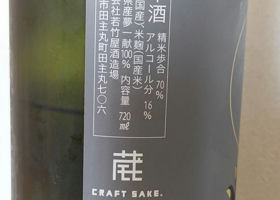 酒
精米歩合 70%
アルコール分 16%
国産)、米麹(国産米)
県産夢一献100% 内容量 720㎖
会社若竹屋酒造場
市田主丸町田主丸七〇六
蔵
CRAFT SAKE.